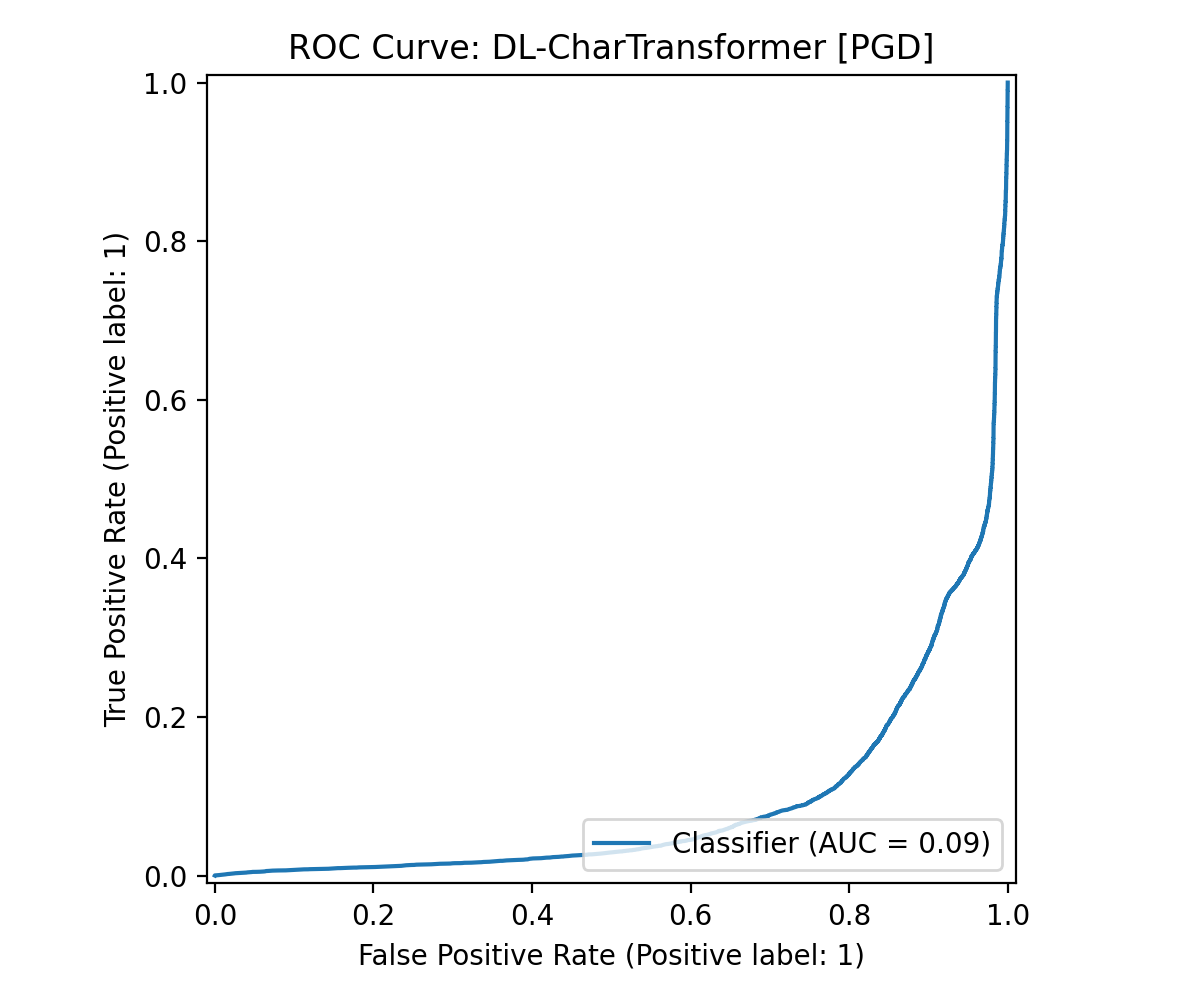 ROC Curve: DL-CharTransformer [PGD]
True Positive Rate (Positive label: 1)
1.0
0.8
0.6
0.4
0.2
0.0
Classifier (AUC = 0.09)
0.0 0.2 0.4 0.6 0.8 1.0
False Positive Rate (Positive label: 1)